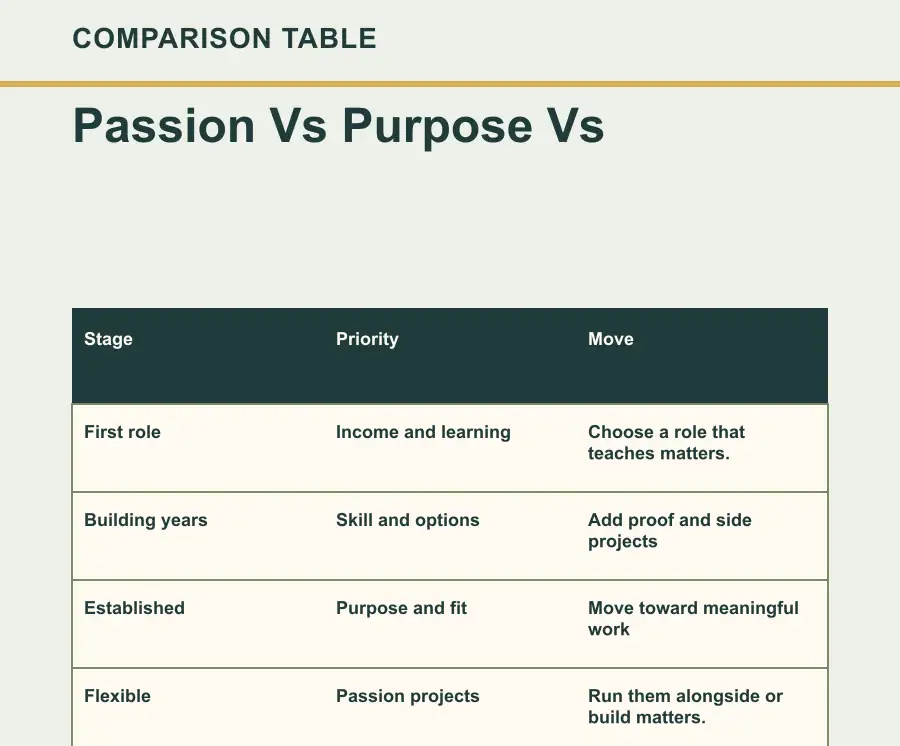 COMPARISON TABLE
Passion Vs Purpose Vs
Stage Priority Move
First role Income and learning Choose a role that
teaches matters.
Building years Skill and options Add proof and side
projects
Established Purpose and fit Move toward meaningful
work
Flexible Passion projects Run them alongside or
build matters.